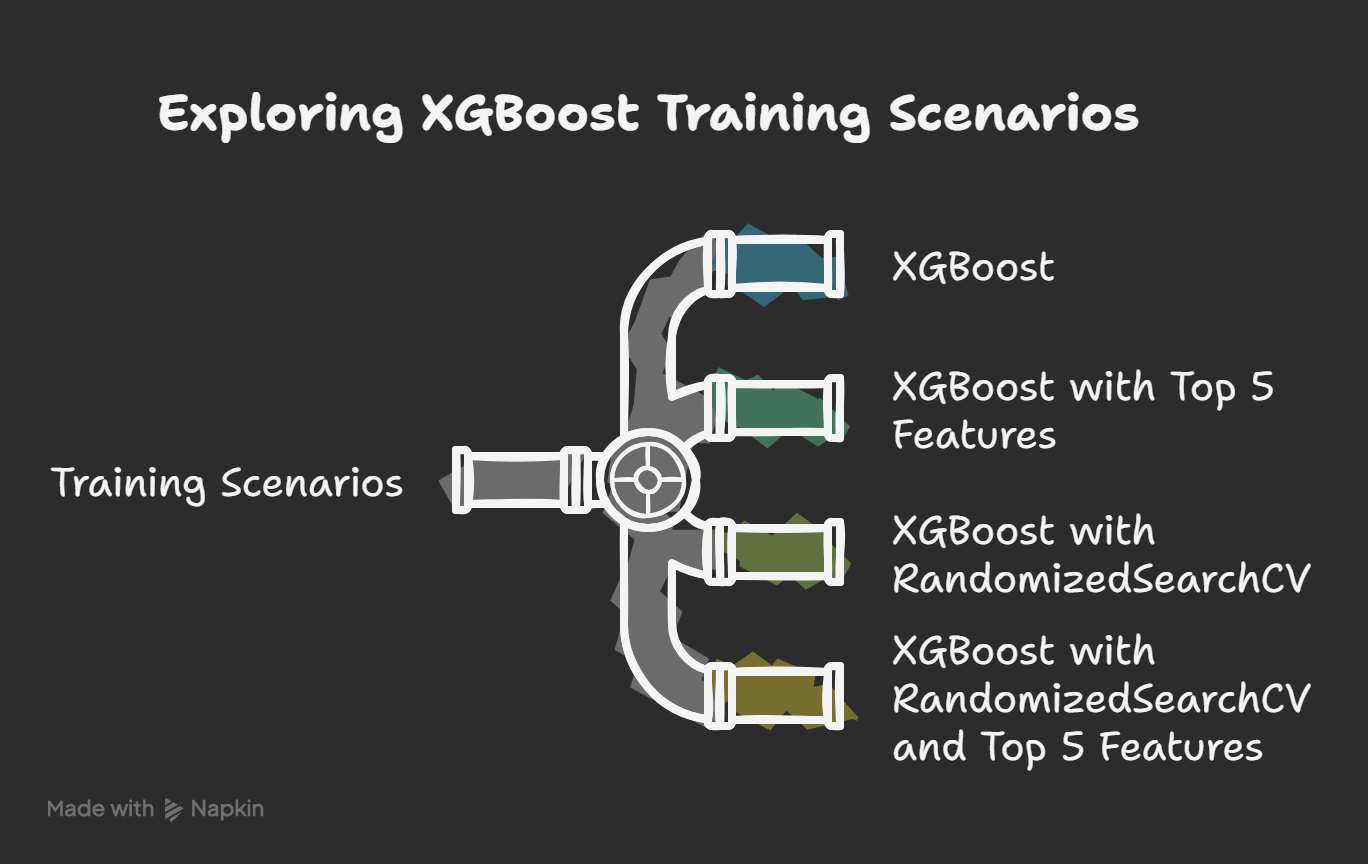 Exploring XGBoost Training Scenarios
XGBoost
XGBoost with Top 5
Features
Training Scenarios
XGBoost with
RandomizedSearchCV
XGBoost with
RandomizedSearchCV
and Top 5 Features
Made with Napkin